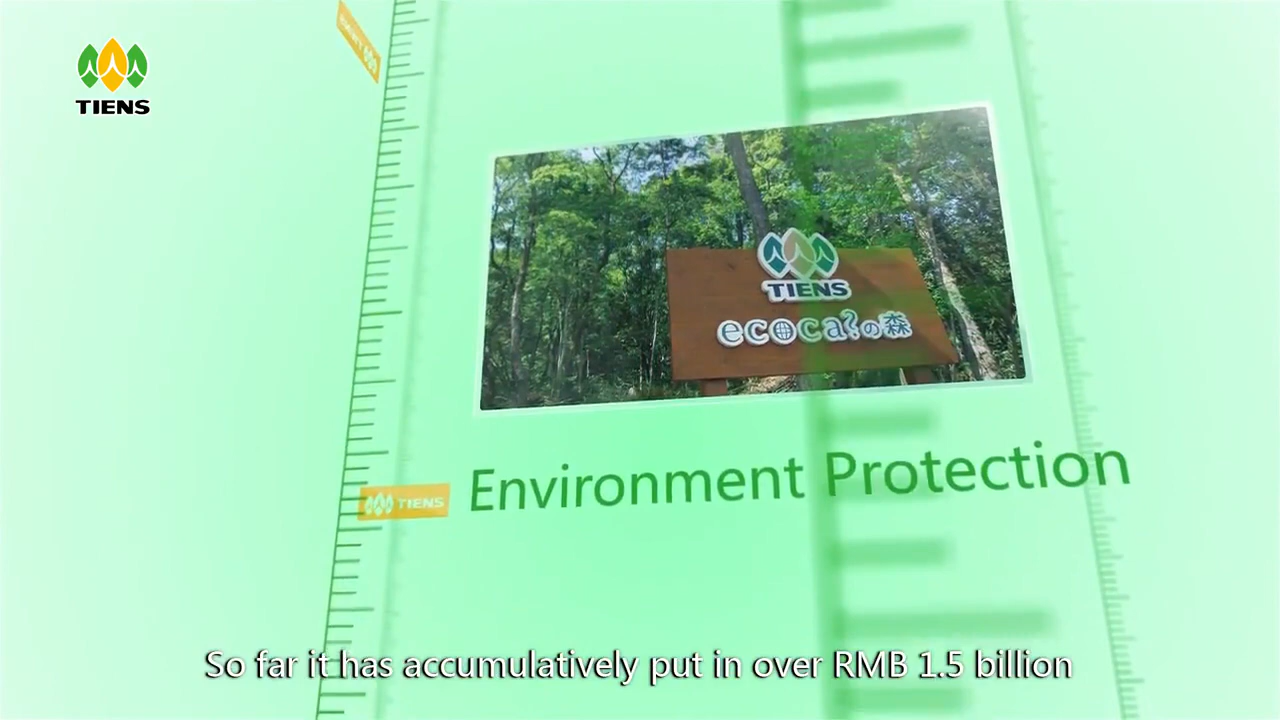 TIENS
TIENS
ecoca?の森
TIENS
Environment Protection
So far it has accumulatively put in over RMB 1.5 billion